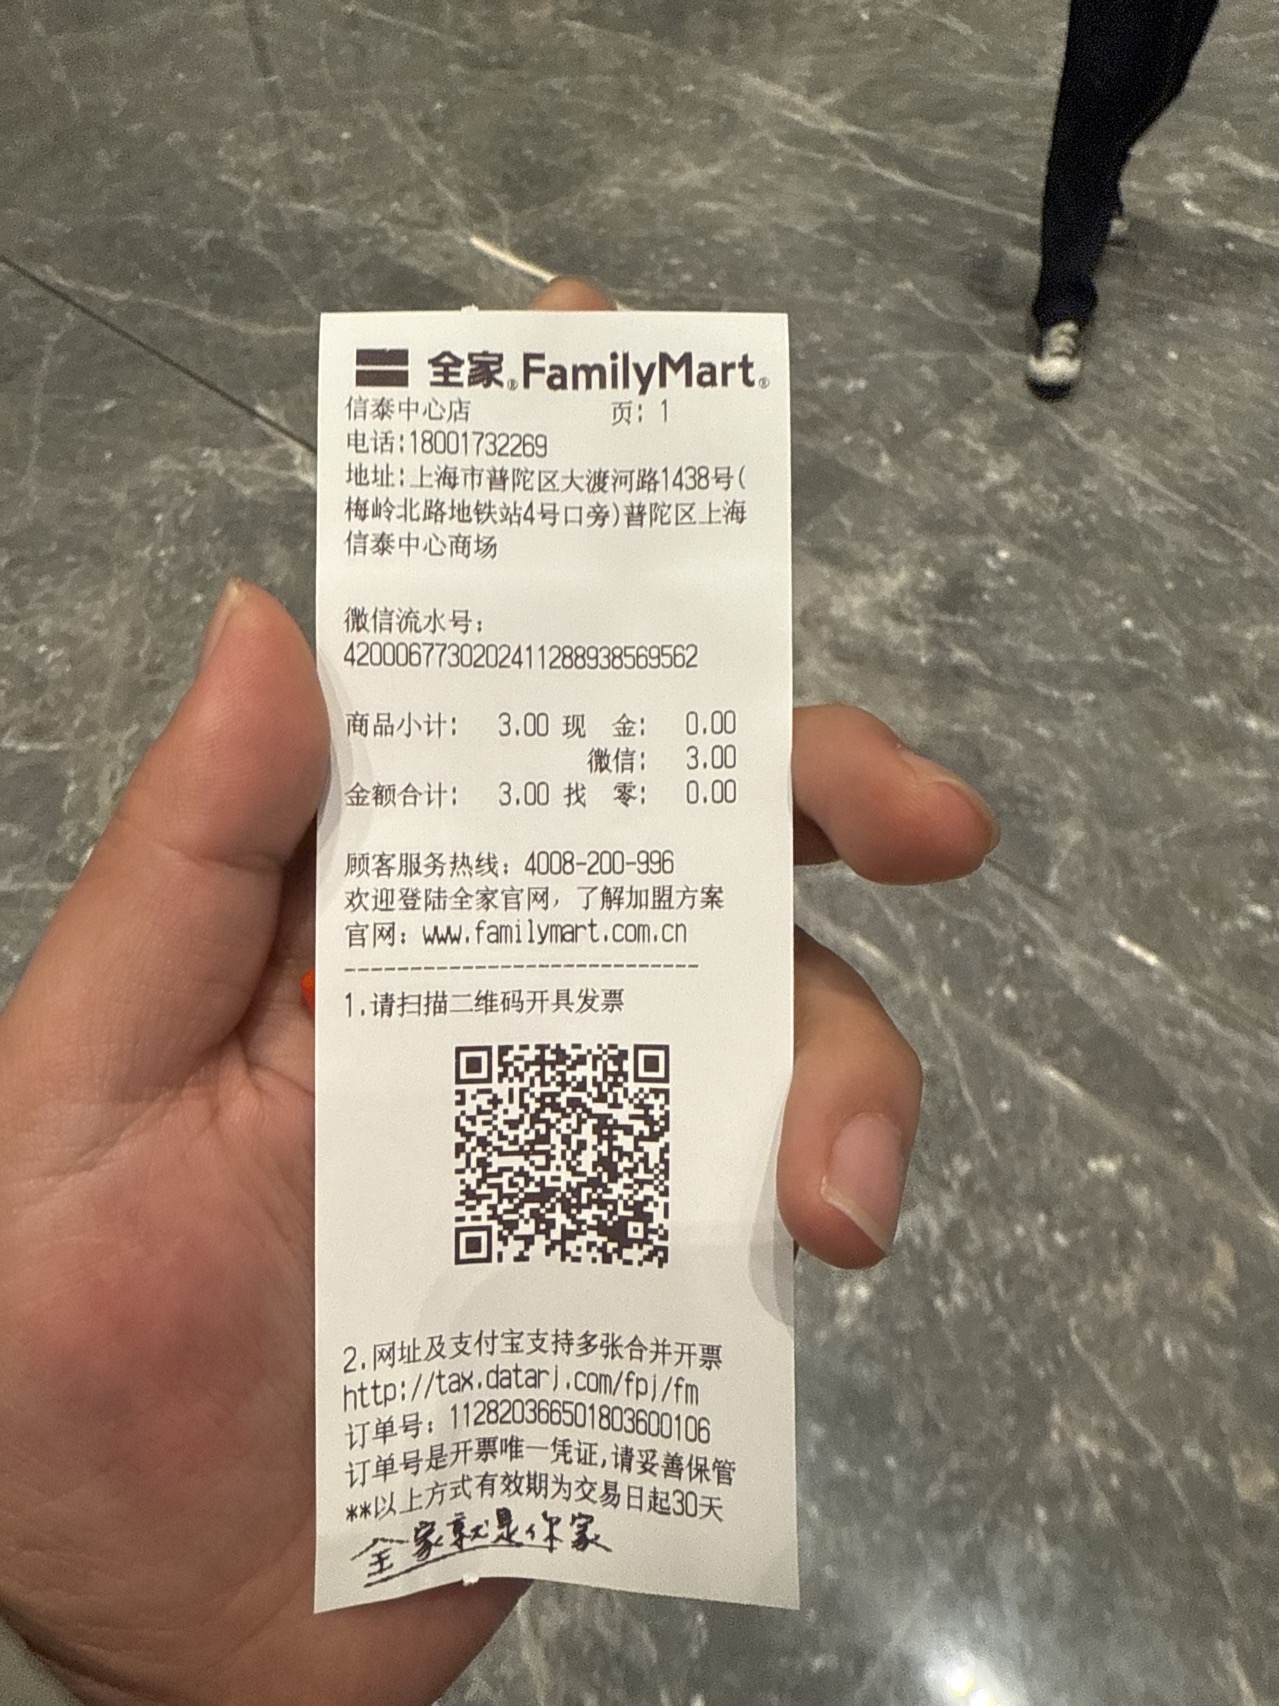 全家® FamilyMart®
信泰中心店 页: 1
电话:18001732269
地址:上海市普陀区大渡河路1438号(
梅岭北路地铁站4号口旁)普陀区上海
信泰中心商场
微信流水号:
4200067730202411288938569562
商品小计: 3.00 现 金: 0.00
微信: 3.00
金额合计: 3.00 找 零: 0.00
顾客服务热线: 4008-200-996
欢迎登陆全家官网, 了解加盟方案
官网: www.familymart.com.cn
---------------------------
1.请扫描二维码开具发票
2.网址及支付宝支持多张合并开票
http://tax.datarj.com/fpj/fm
订单号: 112820366501803600106
订单号是开票唯一凭证,请妥善保管
**以上方式有效期为交易日起30天
全家就是你家